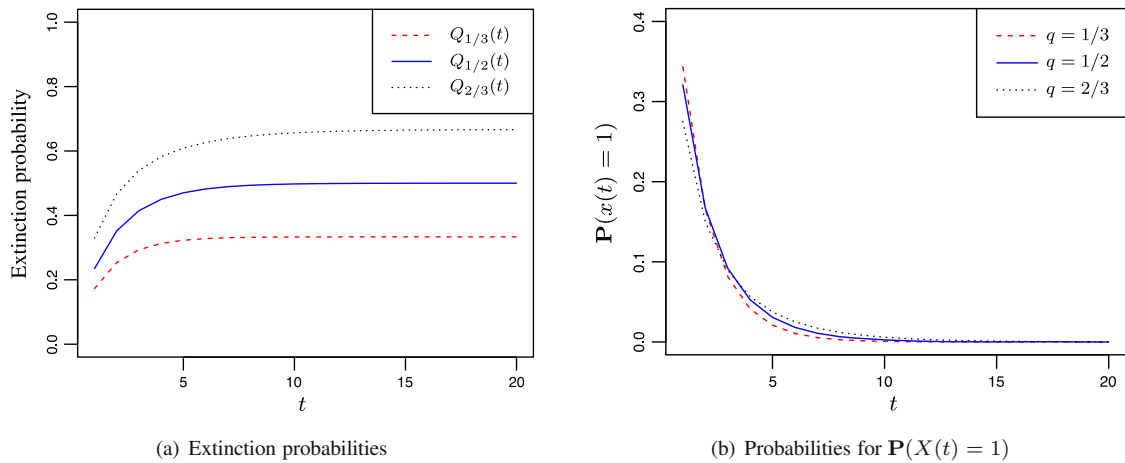 Extinction probability
1.0
0.8
0.6
0.4
0.2
0.0
Q_{1/3}(t)
Q_{1/2}(t)
Q_{2/3}(t)
5
10
15
20
t
(a) Extinction probabilities
P(x(t) = 1)
0.4
0.3
0.2
0.1
0.0
q = 1/3
q = 1/2
q = 2/3
5
10
15
20
t
(b) Probabilities for P(X(t) = 1)